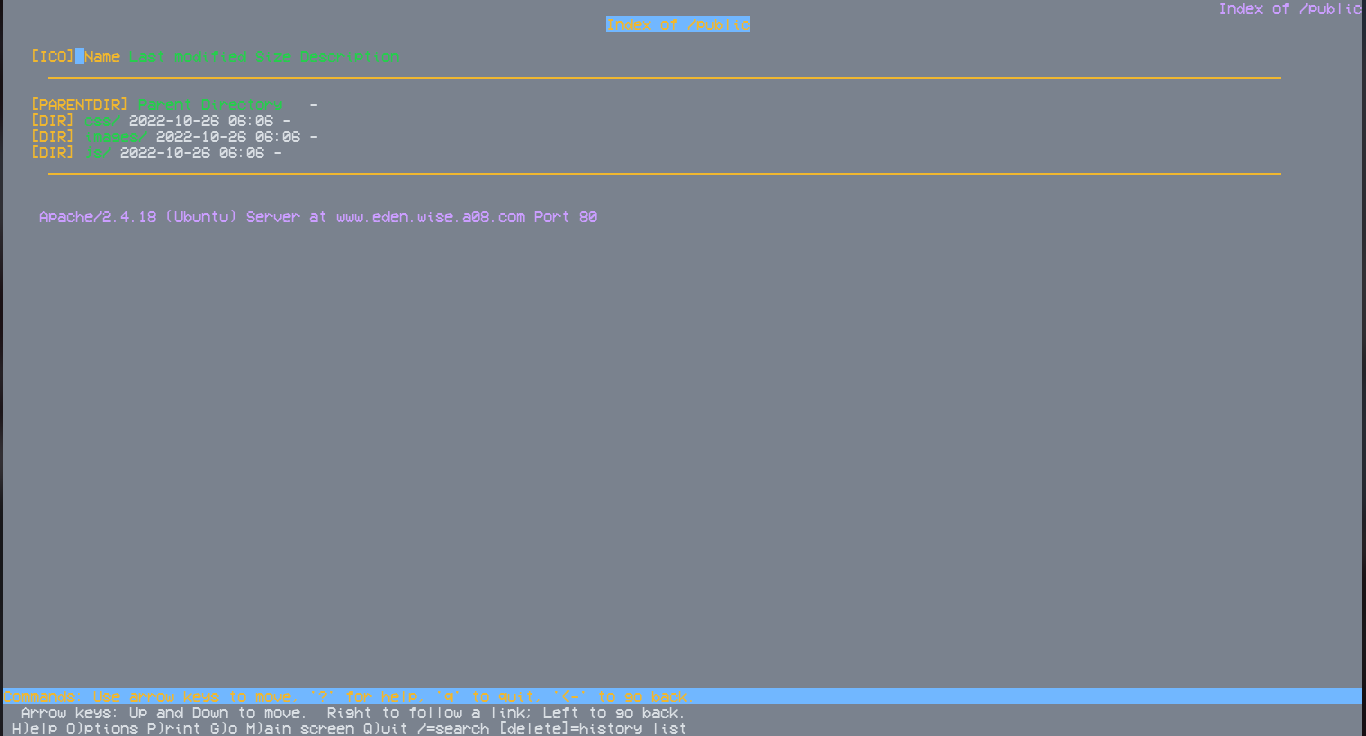 Index of /public
Index of /public
[ICO] Name Last modified Size Description
[PARENTDIR] Parent Directory -
[DIR] css/ 2022-10-26 06:06 -
[DIR] images/ 2022-10-26 06:06 -
[DIR] js/ 2022-10-26 06:06 -
Apache/2.4.18 (Ubuntu) Server at www.eden.wise.a08.com Port 80
Commands: Use arrow keys to move, '?' for help, 'q' to quit, '<-' to go back.
Arrow keys: Up and Down to move. Right to follow a link; Left to go back.
H)elp O)ptions P)rint G)o M)ain screen Q)uit /=search [delete]=history list